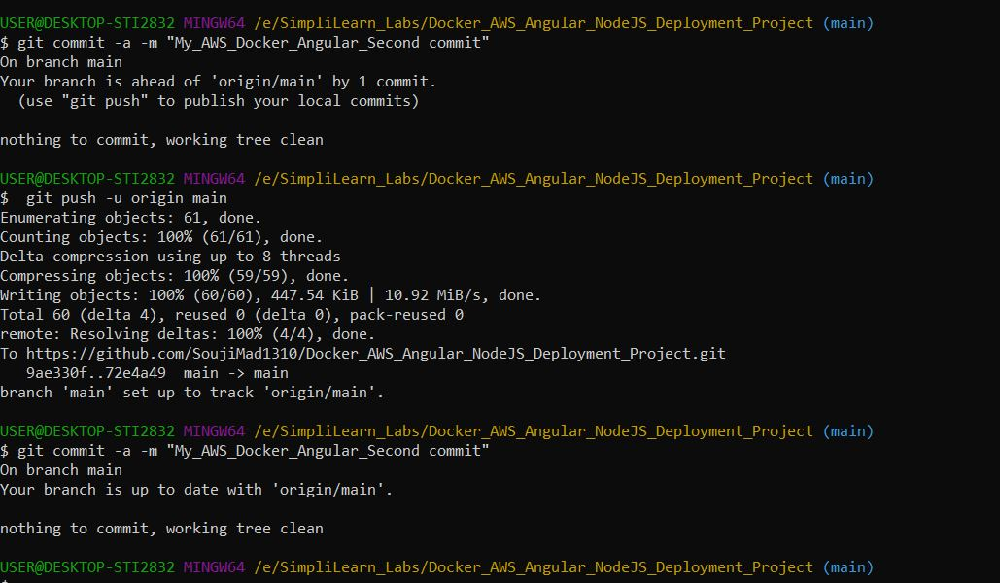 USER@DESKTOP-STI2832 MINGW64 /e/SimpliLearn_Labs/Docker_AWS_Angular_NodeJS_Deployment_Project (main)
$ git commit -a -m "My_AWS_Docker_Angular_Second commit"
On branch main
Your branch is ahead of 'origin/main' by 1 commit.
  (use "git push" to publish your local commits)

nothing to commit, working tree clean

USER@DESKTOP-STI2832 MINGW64 /e/SimpliLearn_Labs/Docker_AWS_Angular_NodeJS_Deployment_Project (main)
$  git push -u origin main
Enumerating objects: 61, done.
Counting objects: 100% (61/61), done.
Delta compression using up to 8 threads
Compressing objects: 100% (59/59), done.
Writing objects: 100% (60/60), 447.54 KiB | 10.92 MiB/s, done.
Total 60 (delta 4), reused 0 (delta 0), pack-reused 0
remote: Resolving deltas: 100% (4/4), done.
To https://github.com/SoujiMad1310/Docker_AWS_Angular_NodeJS_Deployment_Project.git
   9ae330f..72e4a49  main -> main
branch 'main' set up to track 'origin/main'.

USER@DESKTOP-STI2832 MINGW64 /e/SimpliLearn_Labs/Docker_AWS_Angular_NodeJS_Deployment_Project (main)
$ git commit -a -m "My_AWS_Docker_Angular_Second commit"
On branch main
Your branch is up to date with 'origin/main'.

nothing to commit, working tree clean

USER@DESKTOP-STI2832 MINGW64 /e/SimpliLearn_Labs/Docker_AWS_Angular_NodeJS_Deployment_Project (main)